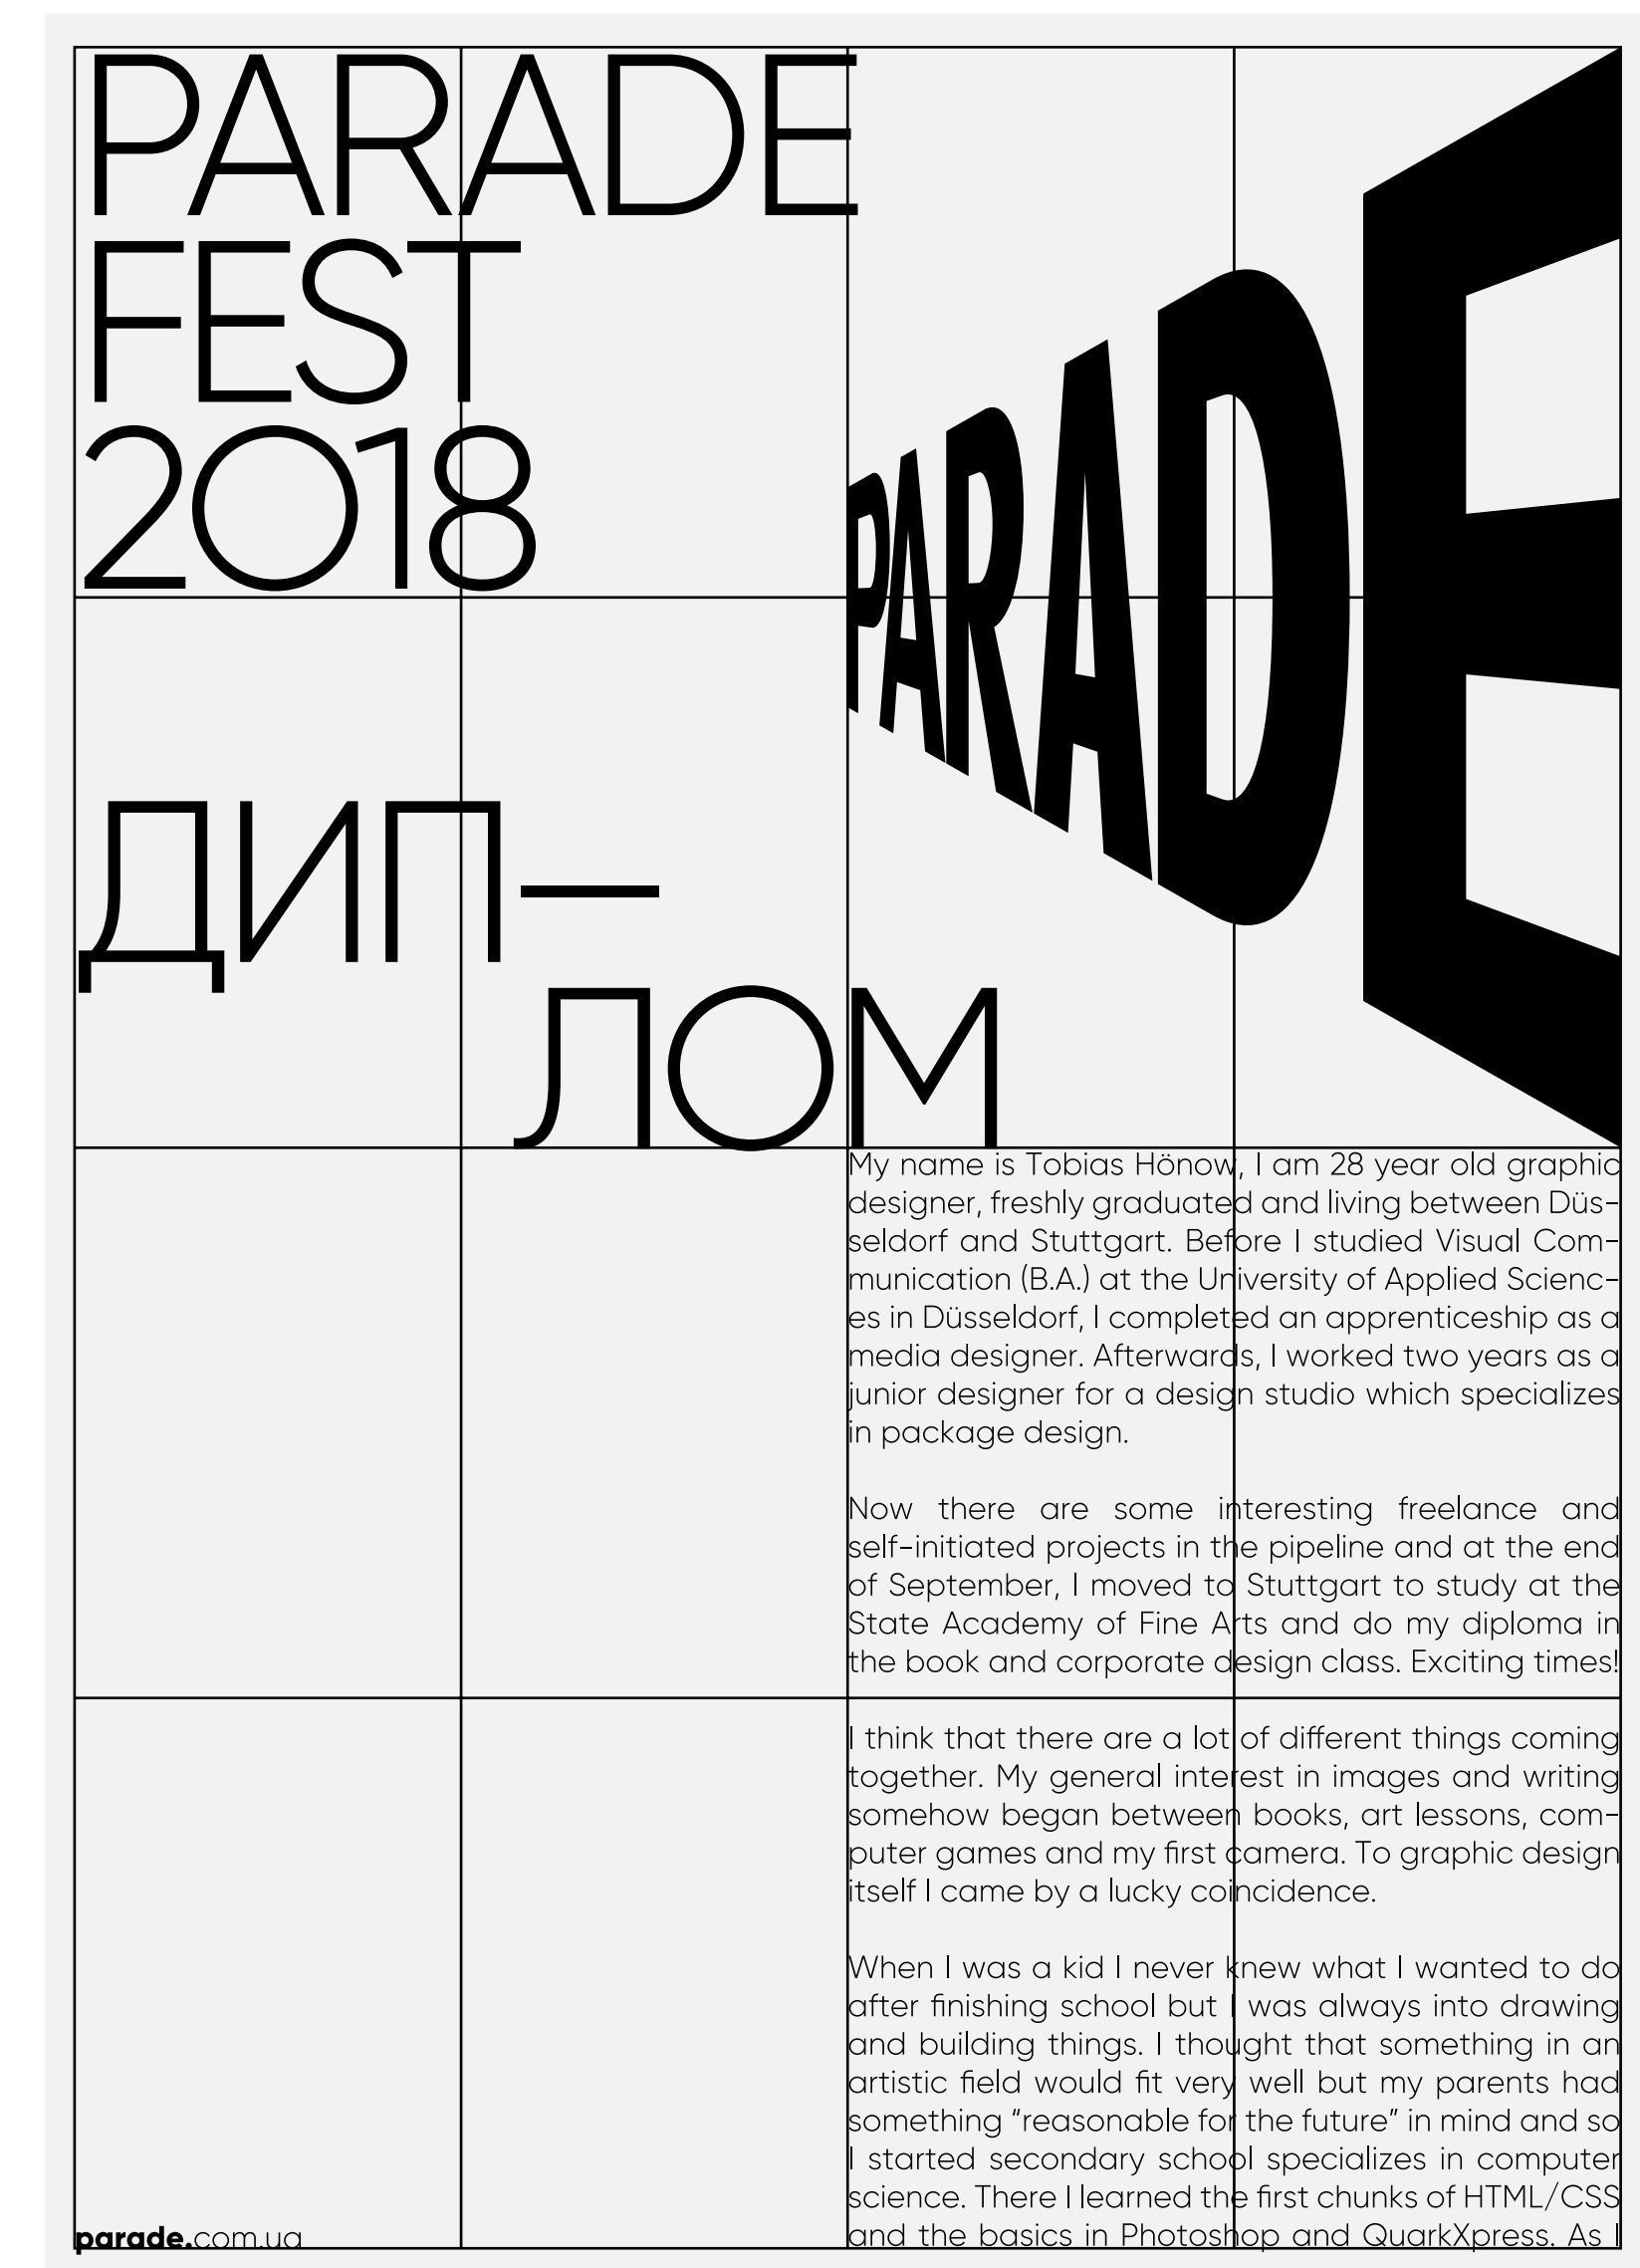 PARADE
FEST
2018
PARADE
ДИП—
ЛОМ
My name is Tobias Hönow, I am 28 year old graphic
designer, freshly graduated and living between Düs-
seldorf and Stuttgart. Before I studied Visual Com-
munication (B.A.) at the University of Applied Scienc-
es in Düsseldorf, I completed an apprenticeship as a
media designer. Afterwards, I worked two years as a
junior designer for a design studio which specializes
in package design.
Now there are some interesting freelance and
self-initiated projects in the pipeline and at the end
of September, I moved to Stuttgart to study at the
State Academy of Fine Arts and do my diploma in
the book and corporate design class. Exciting times!
I think that there are a lot of different things coming
together. My general interest in images and writing
somehow began between books, art lessons, com-
puter games and my first camera. To graphic design
itself I came by a lucky coincidence.
When I was a kid I never knew what I wanted to do
after finishing school but I was always into drawing
and building things. I thought that something in an
artistic field would fit very well but my parents had
something “reasonable for the future” in mind and so
I started secondary school specializes in computer
science. There I learned the first chunks of HTML/CSS
and the basics in Photoshop and QuarkXpress. As I
parade.com.ua